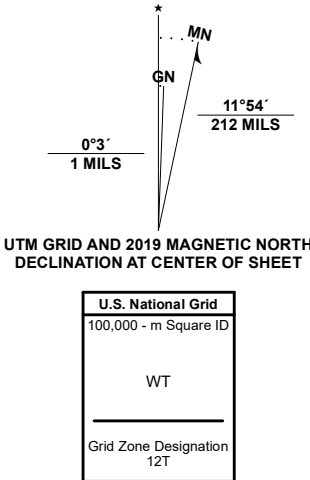 MN
GN
11°54´
212 MILS
0°3´
1 MILS
UTM GRID AND 2019 MAGNETIC NORTH
DECLINATION AT CENTER OF SHEET
U.S. National Grid
100,000 - m Square ID
WT
Grid Zone Designation
12T